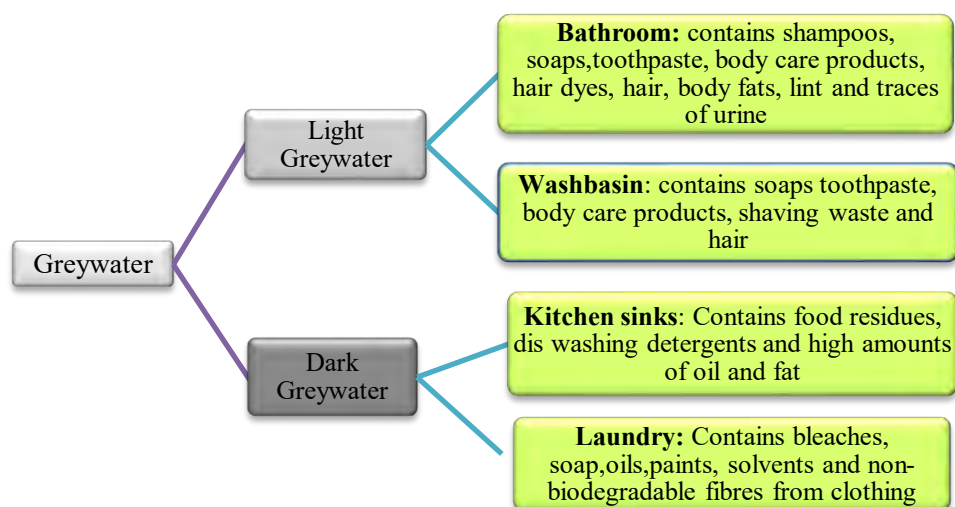 Greywater
Light
Greywater
Bathroom: contains shampoos,
soaps,toothpaste, body care products,
hair dyes, hair, body fats, lint and traces
of urine
Washbasin: contains soaps toothpaste,
body care products, shaving waste and
hair
Dark
Greywater
Kitchen sinks: Contains food residues,
dis washing detergents and high amounts
of oil and fat
Laundry: Contains bleaches,
soap,oils,paints, solvents and non-
biodegradable fibres from clothing